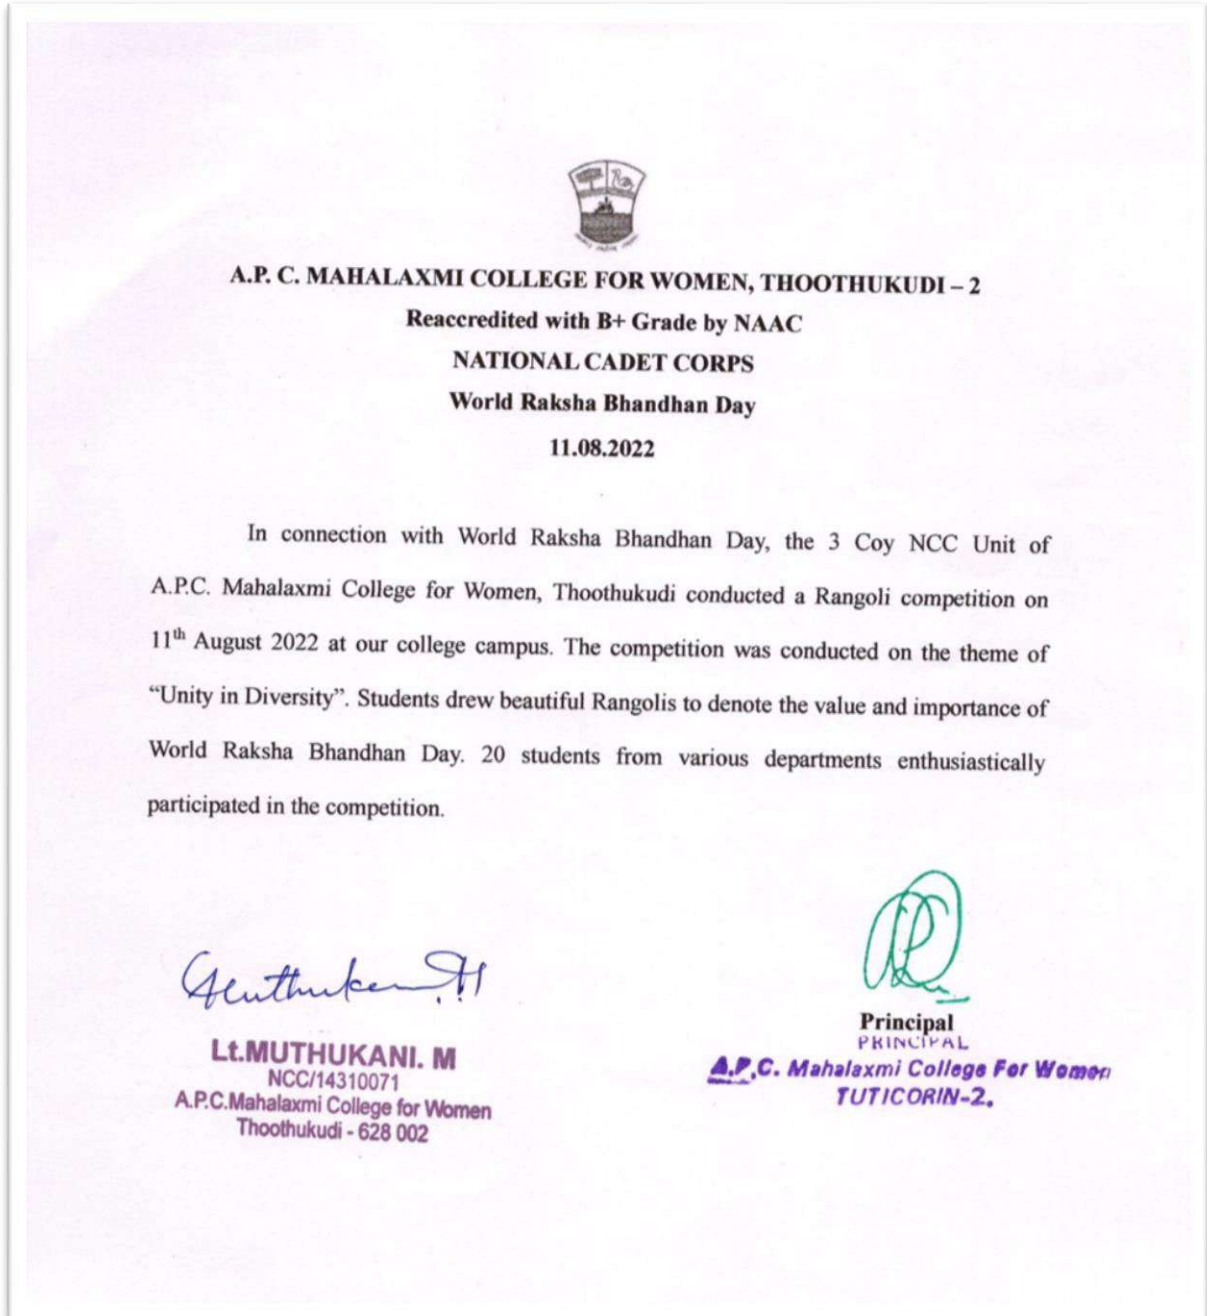 A.P. C. MAHALAXMI COLLEGE FOR WOMEN, THOOTHUKUDI – 2
Reaccredited with B+ Grade by NAAC
NATIONAL CADET CORPS
World Raksha Bhandhan Day
11.08.2022
In connection with World Raksha Bhandhan Day, the 3 Coy NCC Unit of
A.P.C. Mahalaxmi College for Women, Thoothukudi conducted a Rangoli competition on
11th August 2022 at our college campus. The competition was conducted on the theme of
“Unity in Diversity”. Students drew beautiful Rangolis to denote the value and importance of
World Raksha Bhandhan Day. 20 students from various departments enthusiastically
participated in the competition.
Lt.MUTHUKANI. M
NCC/14310071
A.P.C.Mahalaxmi College for Women
Thoothukudi - 628 002
Principal
PRINCIPAL
A.P.C. Mahalaxmi College For Women
TUTICORIN-2.